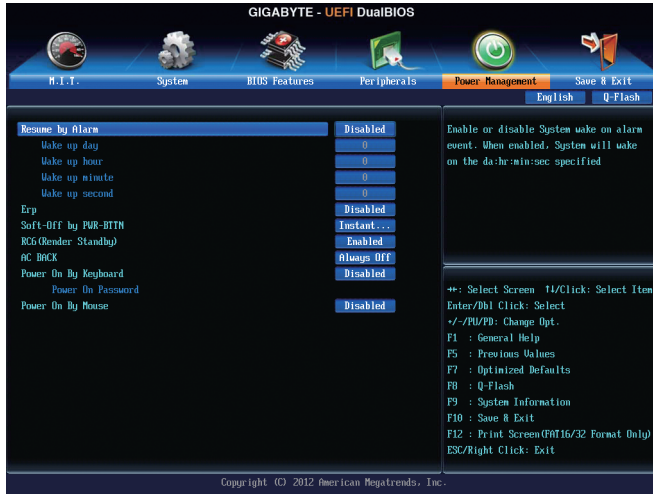 GIGABYTE - UEFI DualBIOS
M.I.T. System BIOS Features Peripherals Power Management Save & Exit
English Q-Flash
Resume by Alarm Disabled
Wake up day 0
Wake up hour 0
Wake up minute 0
Wake up second 0
Erp Disabled
Soft-Off by PWR-BTTN Instant...
RC6(Render Standby) Enabled
AC BACK Always Off
Power On By Keyboard Disabled
Power On Password
Power On By Mouse Disabled
Enable or disable System wake on alarm
event. When enabled, System will wake
on the da:hr:min:sec specified
→←: Select Screen ↑↓/Click: Select Item
Enter/Dbl Click: Select
+/-/PU/PD: Change Opt.
F1 : General Help
F5 : Previous Values
F7 : Optimized Defaults
F8 : Q-Flash
F9 : System Information
F10 : Save & Exit
F12 : Print Screen(FAT16/32 Format Only)
ESC/Right Click: Exit
Copyright (C) 2012 American Megatrends, Inc.